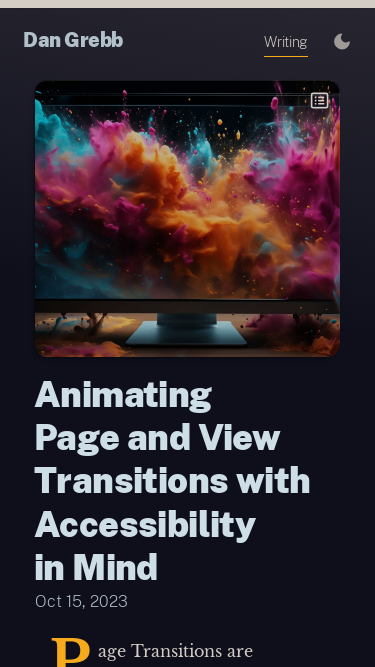 Dan Grebb
Writing
Animating
Page and View
Transitions with
Accessibility
in Mind
Oct 15, 2023
Page Transitions are